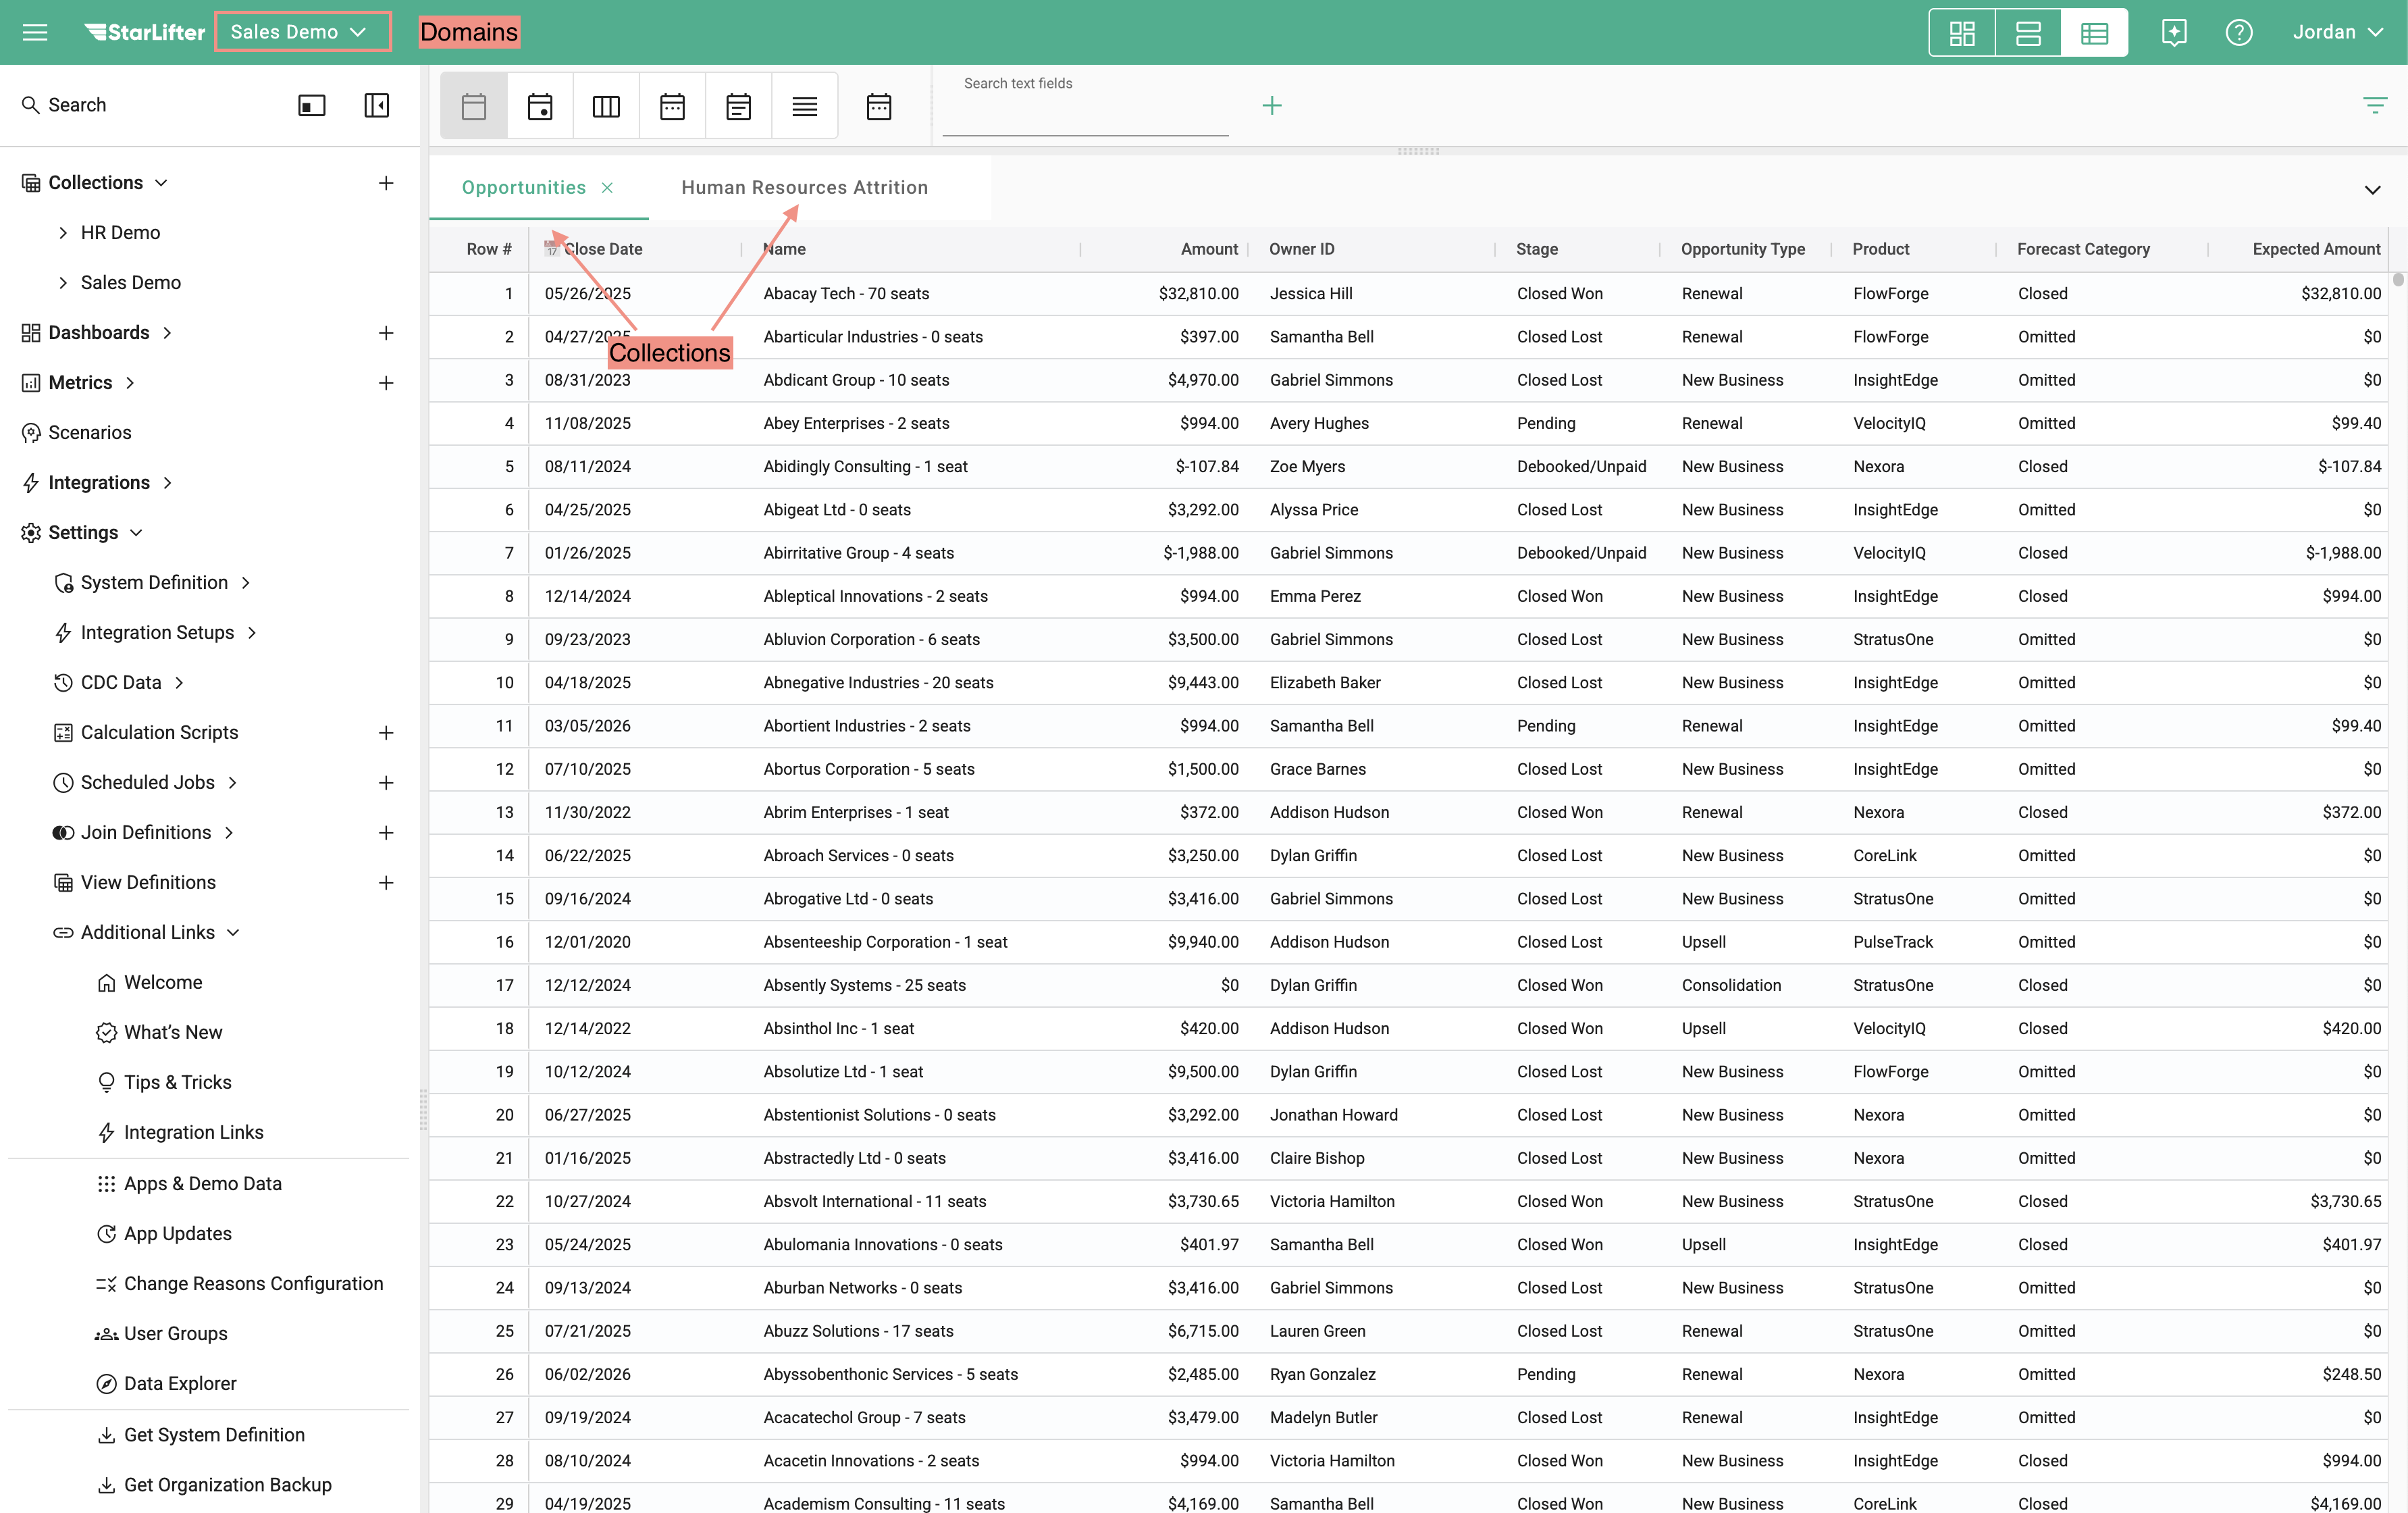 StarLifter Sales Demo Domains Jordan
Search
Search text fields
Collections
HR Demo
Sales Demo
Dashboards
Metrics
Scenarios
Integrations
Settings
System Definition
Integration Setups
CDC Data
Calculation Scripts
Scheduled Jobs
Join Definitions
View Definitions
Additional Links
Welcome
What's New
Tips & Tricks
Integration Links
Apps & Demo Data
App Updates
Change Reasons Configuration
User Groups
Data Explorer
Get System Definition
Get Organization Backup
Opportunities Human Resources Attrition
Collections
Row # 17 Close Date Name Amount Owner ID Stage Opportunity Type Product Forecast Category Expected Amount
1 05/26/2025 Abacay Tech - 70 seats $32,810.00 Jessica Hill Closed Won Renewal FlowForge Closed $32,810.00
2 04/27/2025 Abarticular Industries - 0 seats $397.00 Samantha Bell Closed Lost Renewal FlowForge Omitted $0
3 08/31/2023 Abdicant Group - 10 seats $4,970.00 Gabriel Simmons Closed Lost New Business InsightEdge Omitted $0
4 11/08/2025 Abey Enterprises - 2 seats $994.00 Avery Hughes Pending Renewal VelocityIQ Omitted $99.40
5 08/11/2024 Abidingly Consulting - 1 seat $-107.84 Zoe Myers Debooked/Unpaid New Business Nexora Closed $-107.84
6 04/25/2025 Abigeat Ltd - 0 seats $3,292.00 Alyssa Price Closed Lost New Business InsightEdge Omitted $0
7 01/26/2025 Abirritative Group - 4 seats $-1,988.00 Gabriel Simmons Debooked/Unpaid New Business VelocityIQ Closed $-1,988.00
8 12/14/2024 Ableptical Innovations - 2 seats $994.00 Emma Perez Closed Won New Business InsightEdge Closed $994.00
9 09/23/2023 Abluvion Corporation - 6 seats $3,500.00 Gabriel Simmons Closed Lost New Business StratusOne Omitted $0
10 04/18/2025 Abnegative Industries - 20 seats $9,443.00 Elizabeth Baker Closed Lost New Business InsightEdge Omitted $0
11 03/05/2026 Abortient Industries - 2 seats $994.00 Samantha Bell Pending Renewal InsightEdge Omitted $99.40
12 07/10/2025 Abortus Corporation - 5 seats $1,500.00 Grace Barnes Closed Lost New Business InsightEdge Omitted $0
13 11/30/2022 Abrim Enterprises - 1 seat $372.00 Addison Hudson Closed Won Renewal Nexora Closed $372.00
14 06/22/2025 Abroach Services - 0 seats $3,250.00 Dylan Griffin Closed Lost New Business CoreLink Omitted $0
15 09/16/2024 Abrogative Ltd - 0 seats $3,416.00 Gabriel Simmons Closed Lost New Business StratusOne Omitted $0
16 12/01/2020 Absenteeship Corporation - 1 seat $9,940.00 Addison Hudson Closed Lost Upsell PulseTrack Omitted $0
17 12/12/2024 Absently Systems - 25 seats $0 Dylan Griffin Closed Won Consolidation StratusOne Closed $0
18 12/14/2022 Absinthol Inc - 1 seat $420.00 Addison Hudson Closed Won Upsell VelocityIQ Closed $420.00
19 10/12/2024 Absolutize Ltd - 1 seat $9,500.00 Dylan Griffin Closed Lost New Business FlowForge Omitted $0
20 06/27/2025 Abstentionist Solutions - 0 seats $3,292.00 Jonathan Howard Closed Lost New Business Nexora Omitted $0
21 01/16/2025 Abstractedly Ltd - 0 seats $3,416.00 Claire Bishop Closed Lost New Business Nexora Omitted $0
22 10/27/2024 Absvolt International - 11 seats $3,730.65 Victoria Hamilton Closed Won New Business StratusOne Closed $3,730.65
23 05/24/2025 Abulomania Innovations - 0 seats $401.97 Samantha Bell Closed Won Upsell InsightEdge Closed $401.97
24 09/13/2024 Aburban Networks - 0 seats $3,416.00 Gabriel Simmons Closed Lost New Business StratusOne Omitted $0
25 07/21/2025 Abuzz Solutions - 17 seats $6,715.00 Lauren Green Closed Lost Renewal StratusOne Omitted $0
26 06/02/2026 Abyssobenthonic Services - 5 seats $2,485.00 Ryan Gonzalez Pending Renewal Nexora Omitted $248.50
27 09/19/2024 Acacatechol Group - 7 seats $3,479.00 Madelyn Butler Closed Lost Renewal InsightEdge Omitted $0
28 08/10/2024 Acacetin Innovations - 2 seats $994.00 Victoria Hamilton Closed Won New Business InsightEdge Closed $994.00
29 04/19/2025 Academism Consulting - 11 seats $4,169.00 Samantha Bell Closed Won New Business CoreLink Closed $4,169.00